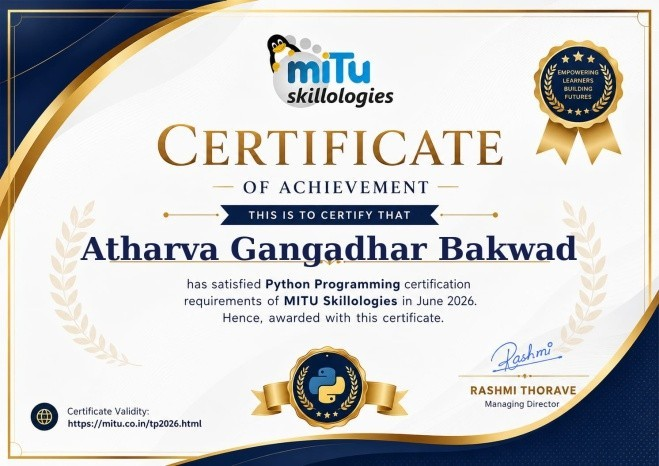 miTu
skillologies
EMPOWERING
LEARNERS
BUILDING
FUTURES
CERTIFICATE
OF ACHIEVEMENT
THIS IS TO CERTIFY THAT
Atharva Gangadhar Bakwad
has satisfied Python Programming certification
requirements of MITU Skillologies in June 2026.
Hence, awarded with this certificate.
Rashmi
RASHMI THORAVE
Managing Director
Certificate Validity:
https://mitu.co.in/tp2026.html